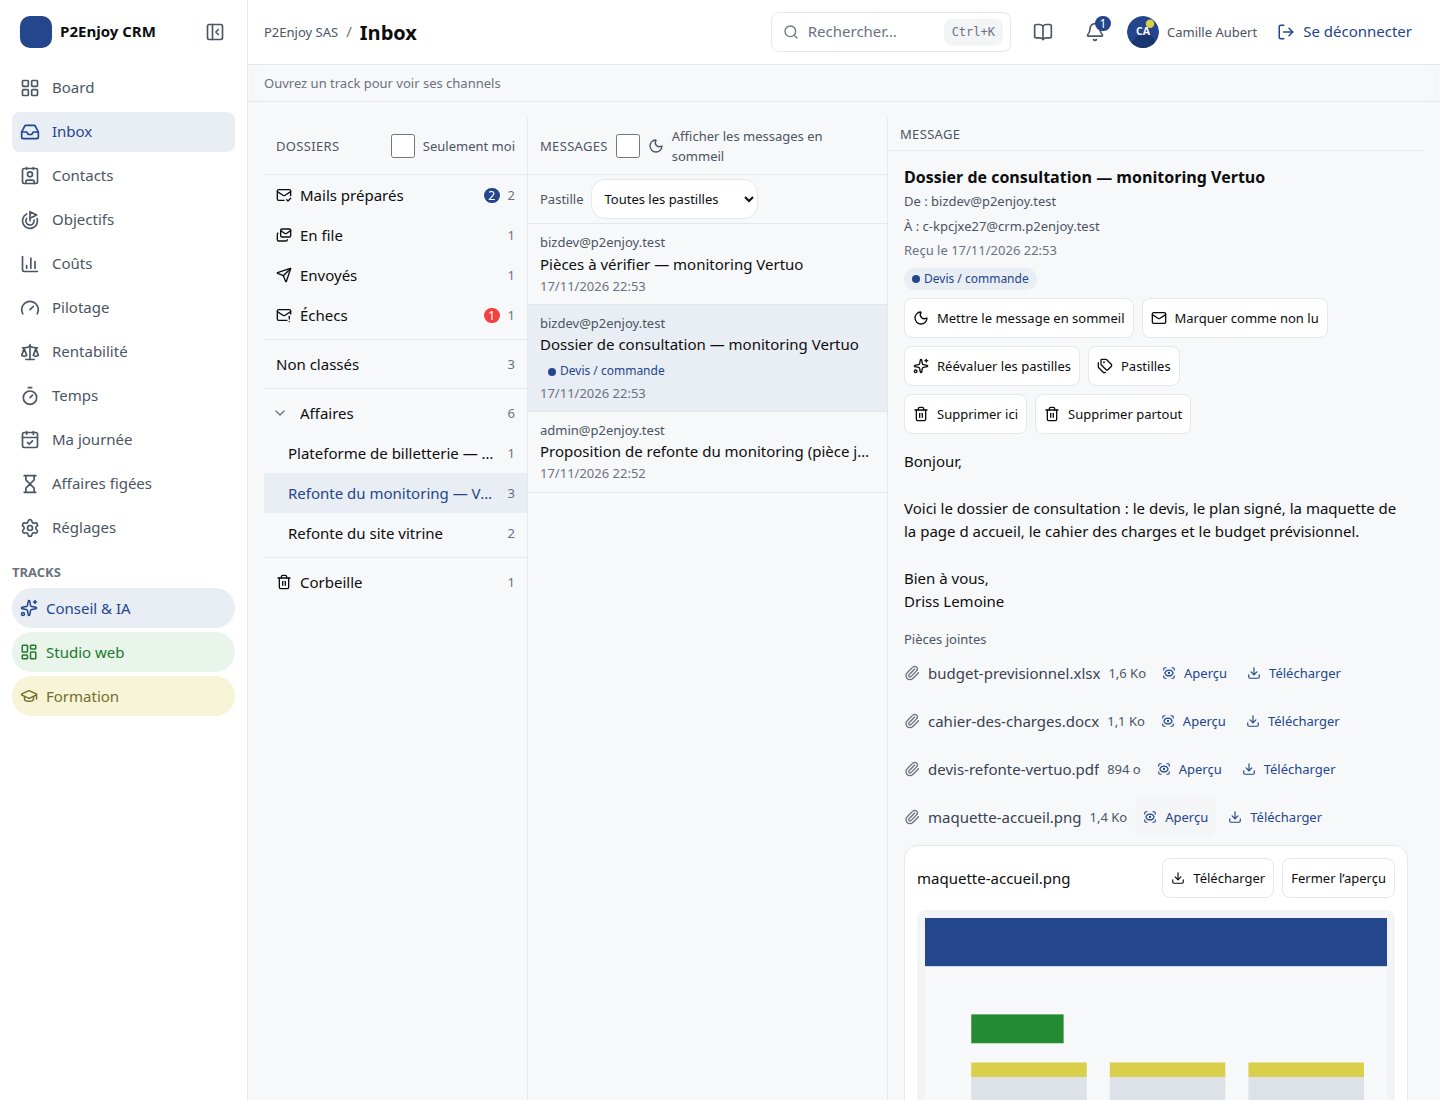 P2Enjoy CRM
Board
Inbox
Contacts
Objectifs
Coûts
Pilotage
Rentabilité
Temps
Ma journée
Affaires figées
Réglages
TRACKS
Conseil & IA
Studio web
Formation
P2Enjoy SAS / Inbox
Rechercher... Ctrl+K
1
CA
Camille Aubert
Se déconnecter
Ouvrez un track pour voir ses channels
DOSSIERS
Seulement moi
Mails préparés 2 2
En file 1
Envoyés 1
Échecs 1 1
Non classés 3
Affaires 6
Plateforme de billetterie — ... 1
Refonte du monitoring — V... 3
Refonte du site vitrine 2
Corbeille 1
MESSAGES
Afficher les messages en
sommeil
Pastille Toutes les pastilles
bizdev@p2enjoy.test
Pièces à vérifier — monitoring Vertuo
17/11/2026 22:53
bizdev@p2enjoy.test
Dossier de consultation — monitoring Vertuo
Devis / commande
17/11/2026 22:53
admin@p2enjoy.test
Proposition de refonte du monitoring (pièce j...
17/11/2026 22:52
MESSAGE
Dossier de consultation — monitoring Vertuo
De : bizdev@p2enjoy.test
À : c-kpcjxe27@crm.p2enjoy.test
Reçu le 17/11/2026 22:53
Devis / commande
Mettre le message en sommeil
Marquer comme non lu
Réévaluer les pastilles
Pastilles
Supprimer ici
Supprimer partout
Bonjour,
Voici le dossier de consultation : le devis, le plan signé, la maquette de
la page d accueil, le cahier des charges et le budget prévisionnel.
Bien à vous,
Driss Lemoine
Pièces jointes
budget-previsionnel.xlsx 1,6 Ko Aperçu Télécharger
cahier-des-charges.docx 1,1 Ko Aperçu Télécharger
devis-refonte-vertuo.pdf 894 o Aperçu Télécharger
maquette-accueil.png 1,4 Ko Aperçu Télécharger
maquette-accueil.png Télécharger Fermer l’aperçu